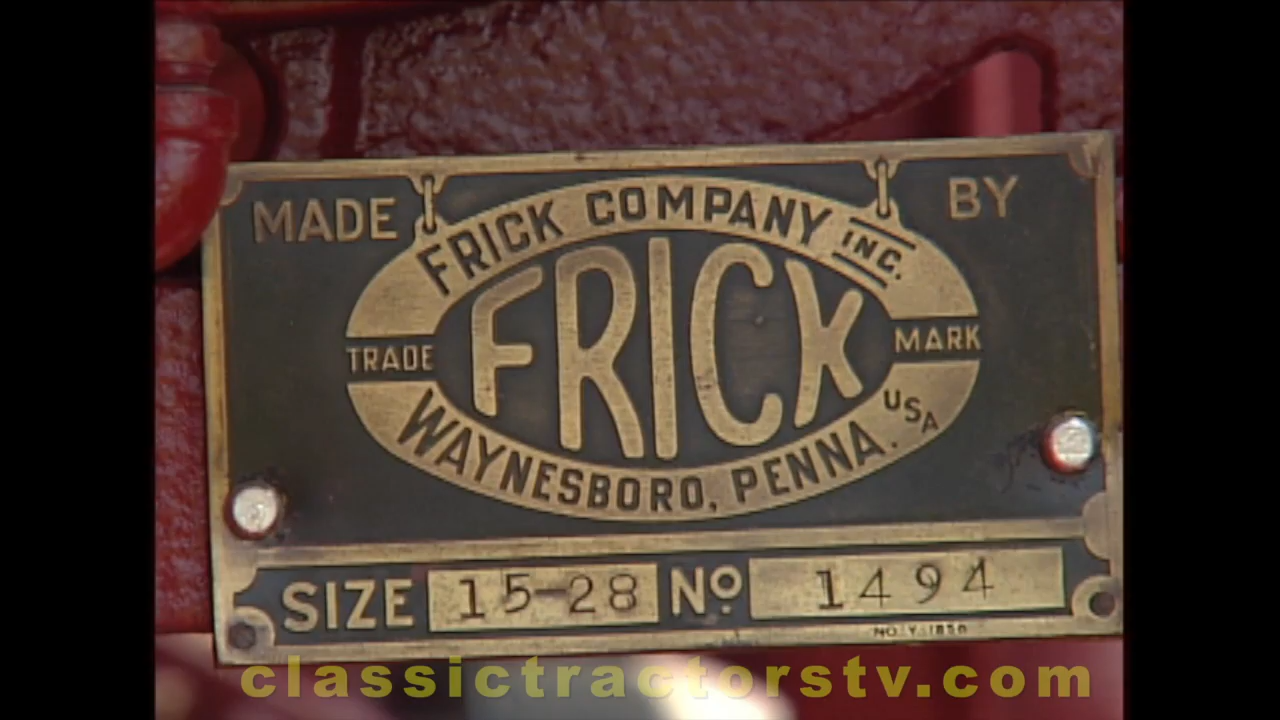 MADE BY
FRICK COMPANY INC.
FRICK
TRADE MARK
WAYNESBORO, PENNA. USA
SIZE 15-28 No 1494
classictractorstv.com